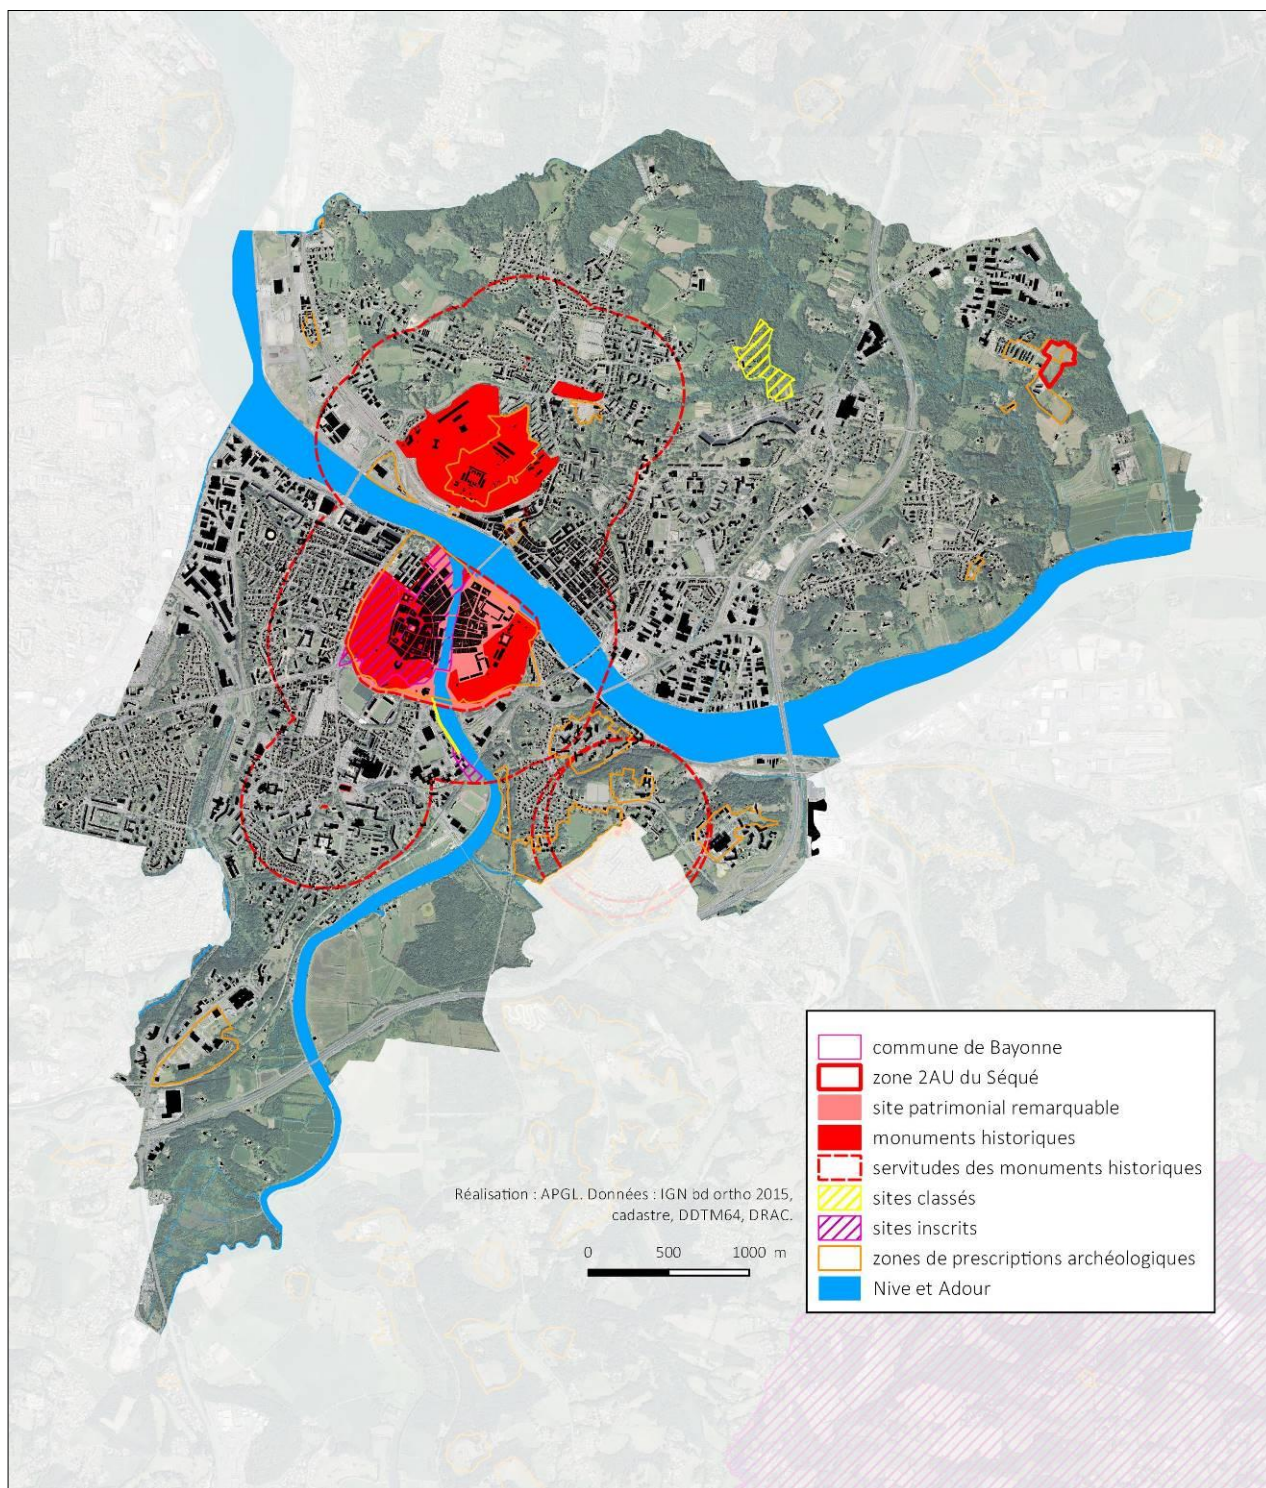 commune de Bayonne
zone 2AU du Séqué
site patrimonial remarquable
monuments historiques
servitudes des monuments historiques
sites classés
sites inscrits
zones de prescriptions archéologiques
Nive et Adour
Réalisation : APGL. Données : IGN bd ortho 2015,
cadastre, DDTM64, DRAC.
0 500 1000 m